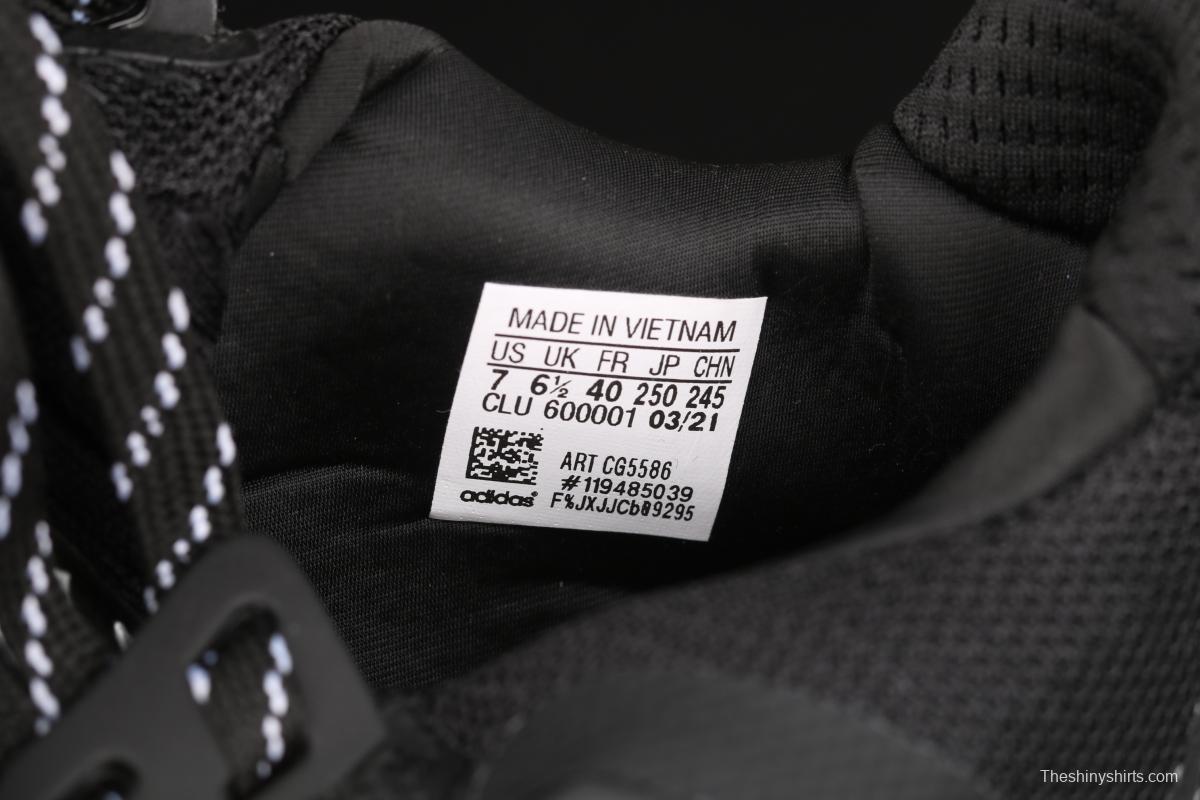 MADE IN VIETNAM
US UK FR JP CHN
7 6½ 40 250 245
CLU 600001 03/21
ART CG5586
#119485039
adidas
Theshinyshirts.com